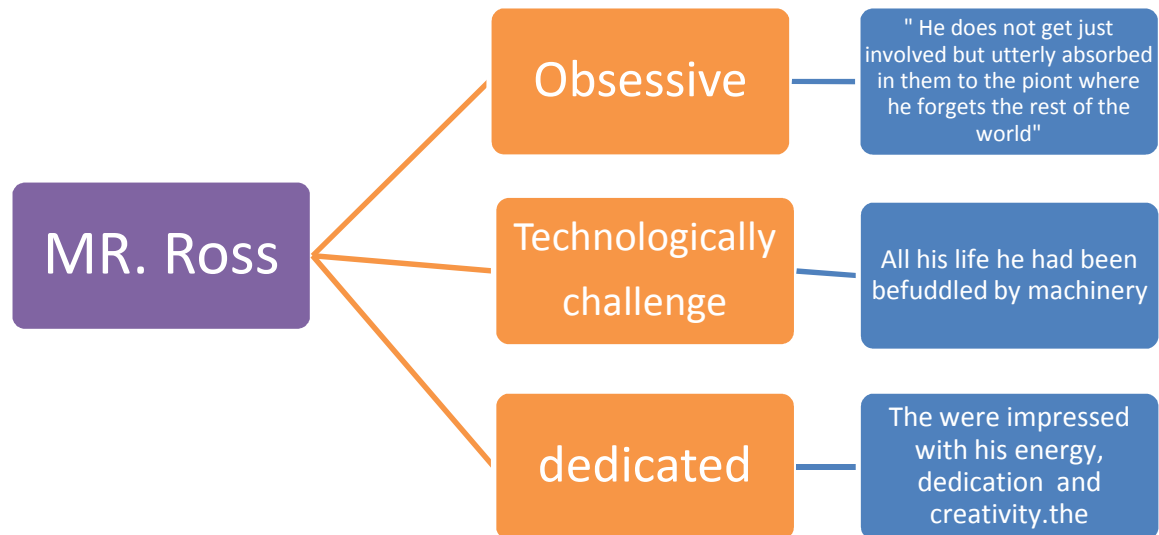 MR. Ross
Obsessive
" He does not get just
involved but utterly absorbed
in them to the piont where
he forgets the rest of the
world"
Technologically
challenge
All his life he had been
befuddled by machinery
dedicated
The were impressed
with his energy,
dedication and
creativity.the